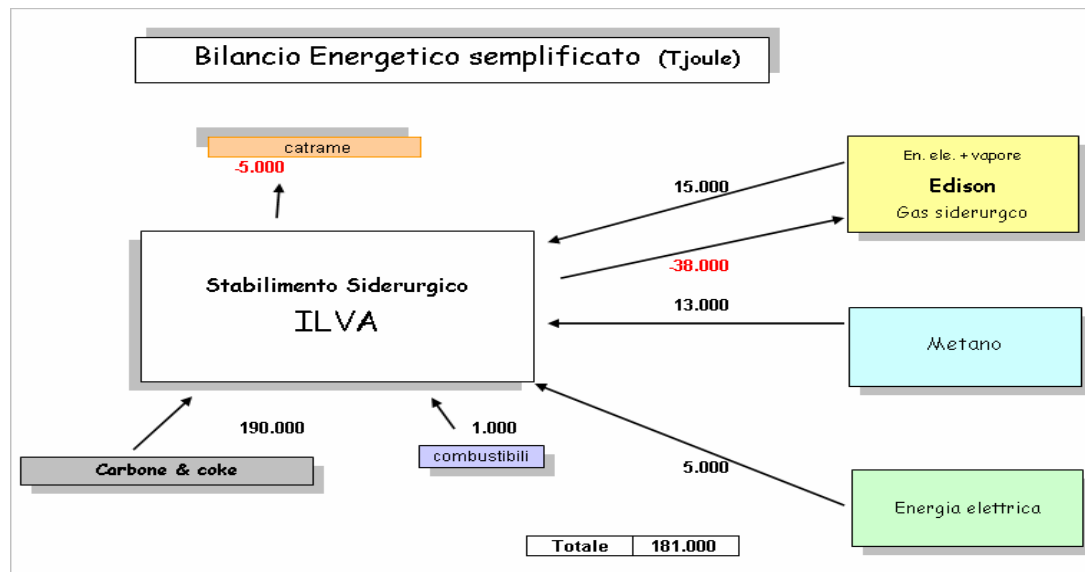 Bilancio Energetico semplificato (Tjoule)
catrame
-5.000
En. ele. + vapore
Edison
Gas siderurgco
15.000
-38.000
Stabilimento Siderurgico
ILVA
13.000
Metano
190.000
1.000
Carbone & coke
combustibili
5.000
Energia elettrica
Totale 181.000